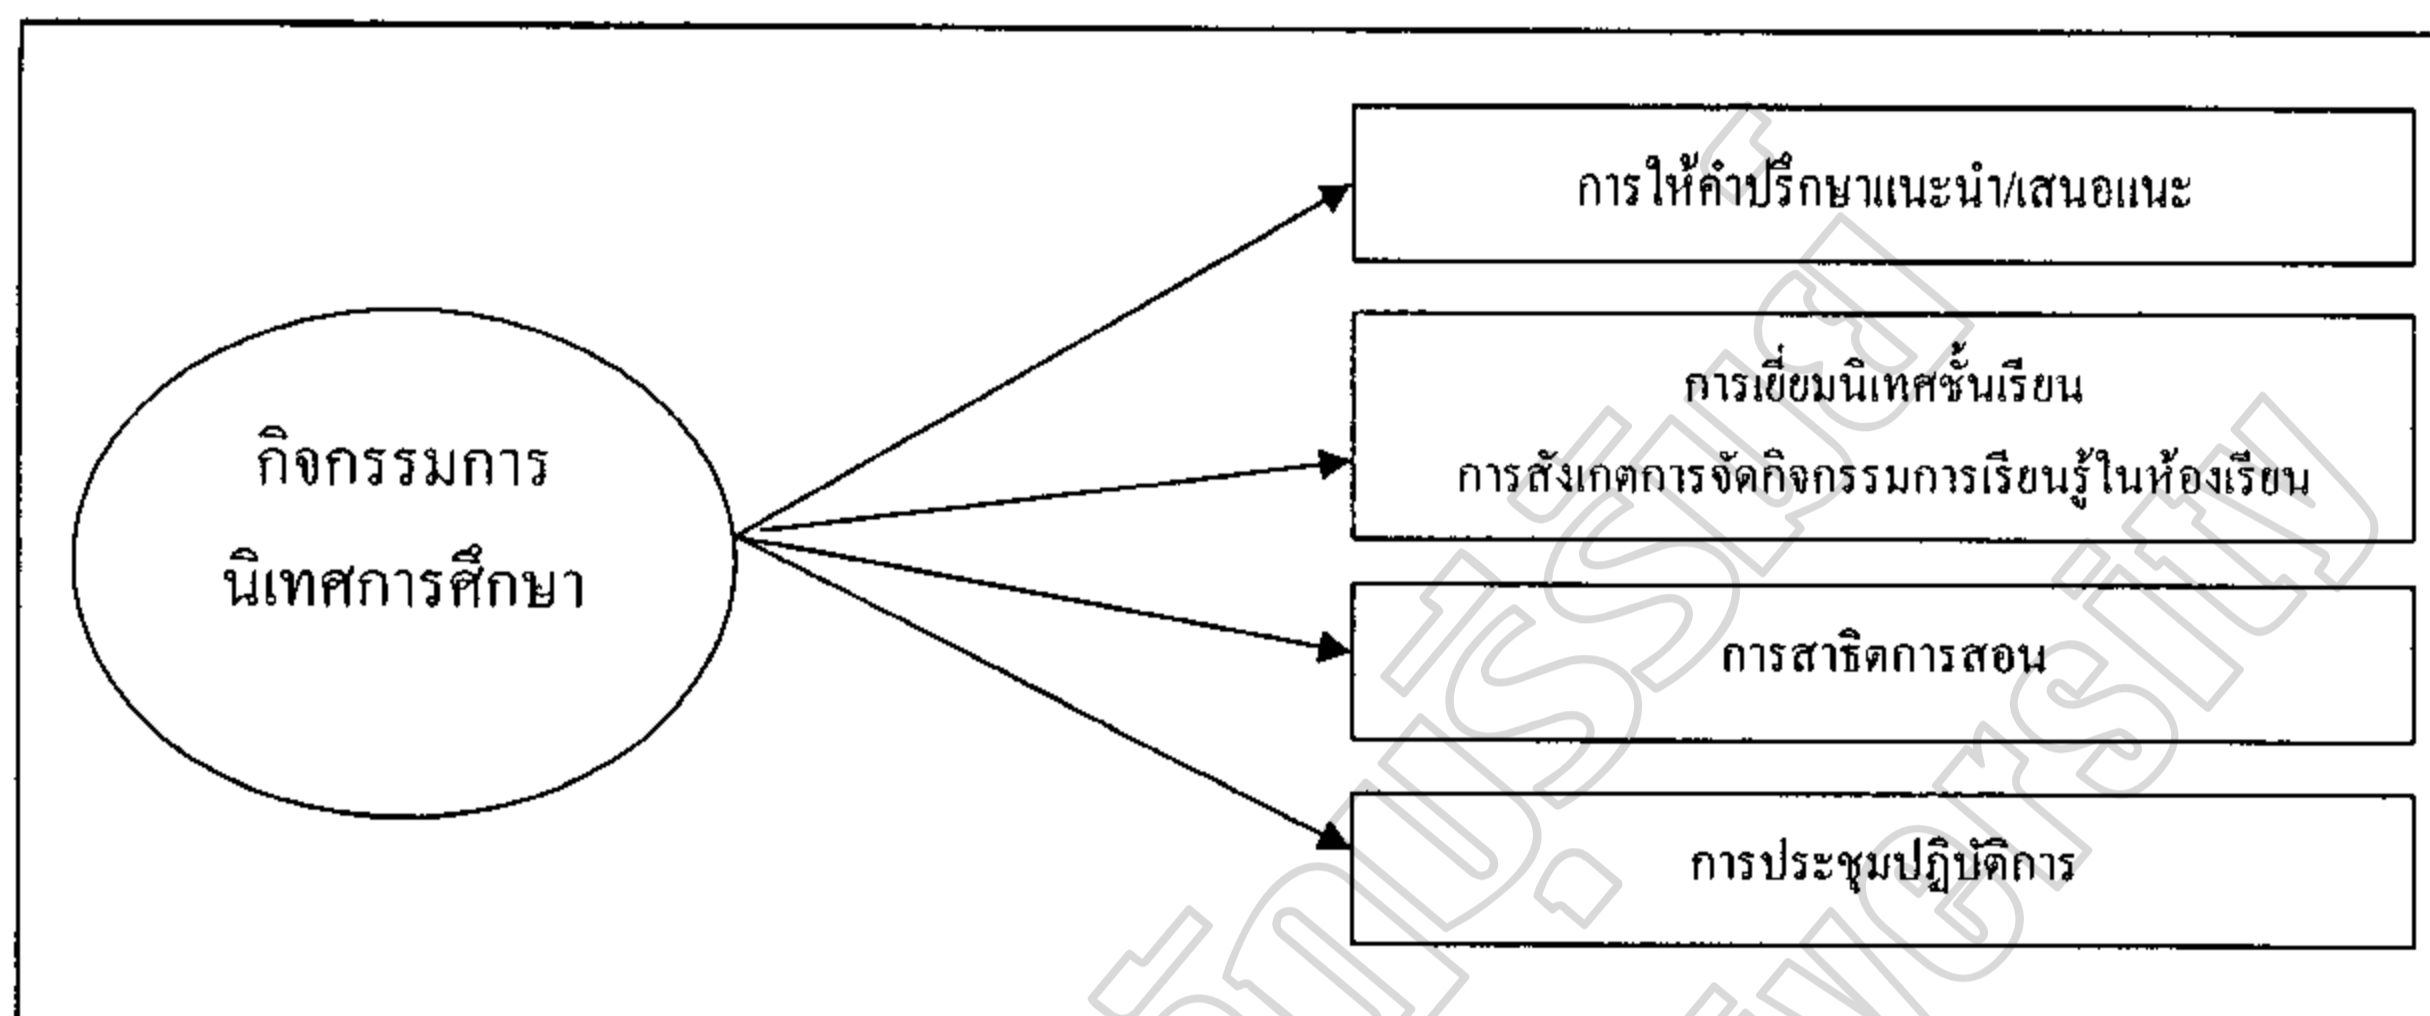 กิจกรรมการ
นิเทศการศึกษา
การให้คำปรึกษาแนะนำ/เสนอแนะ
การเยี่ยมนิเทศชั้นเรียน
การสังเกตการจัดกิจกรรมการเรียนรู้ในห้องเรียน
การสาธิตการสอน
การประชุมปฏิบัติการ